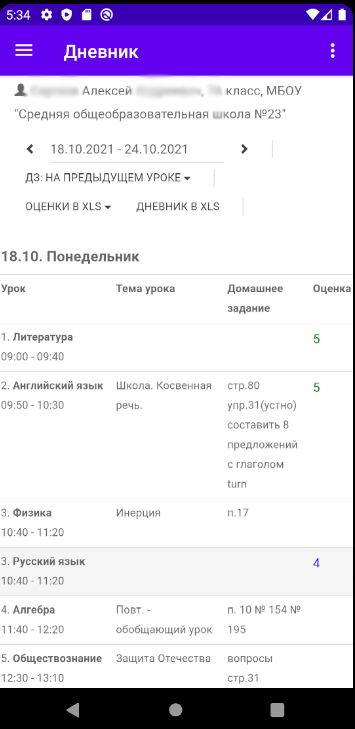 5:34
Дневник
Алексей класс, МБОУ
"Средняя общеобразовательная школа №23"
18.10.2021 - 24.10.2021
ДЗ: НА ПРЕДЫДУЩЕМ УРОКЕ
ОЦЕНКИ В XLS ДНЕВНИК В XLS
18.10. Понедельник
Урок Тема урока Домашнее задание Оценка
1. Литература 5
09:00 - 09:40
2. Английский язык Школа. Косвенная стр.80 5
09:50 - 10:30 речь. упр.31(устно)
составить 8
предложений
с глаголом
turn
3. Физика Инерция п.17
10:40 - 11:20
3. Русский язык 4
10:40 - 11:20
4. Алгебра Повт. - п. 10 № 154 №
11:40 - 12:20 обобщающий урок 195
5. Обществознание Защита Отечества вопросы
12:30 - 13:10 стр.31